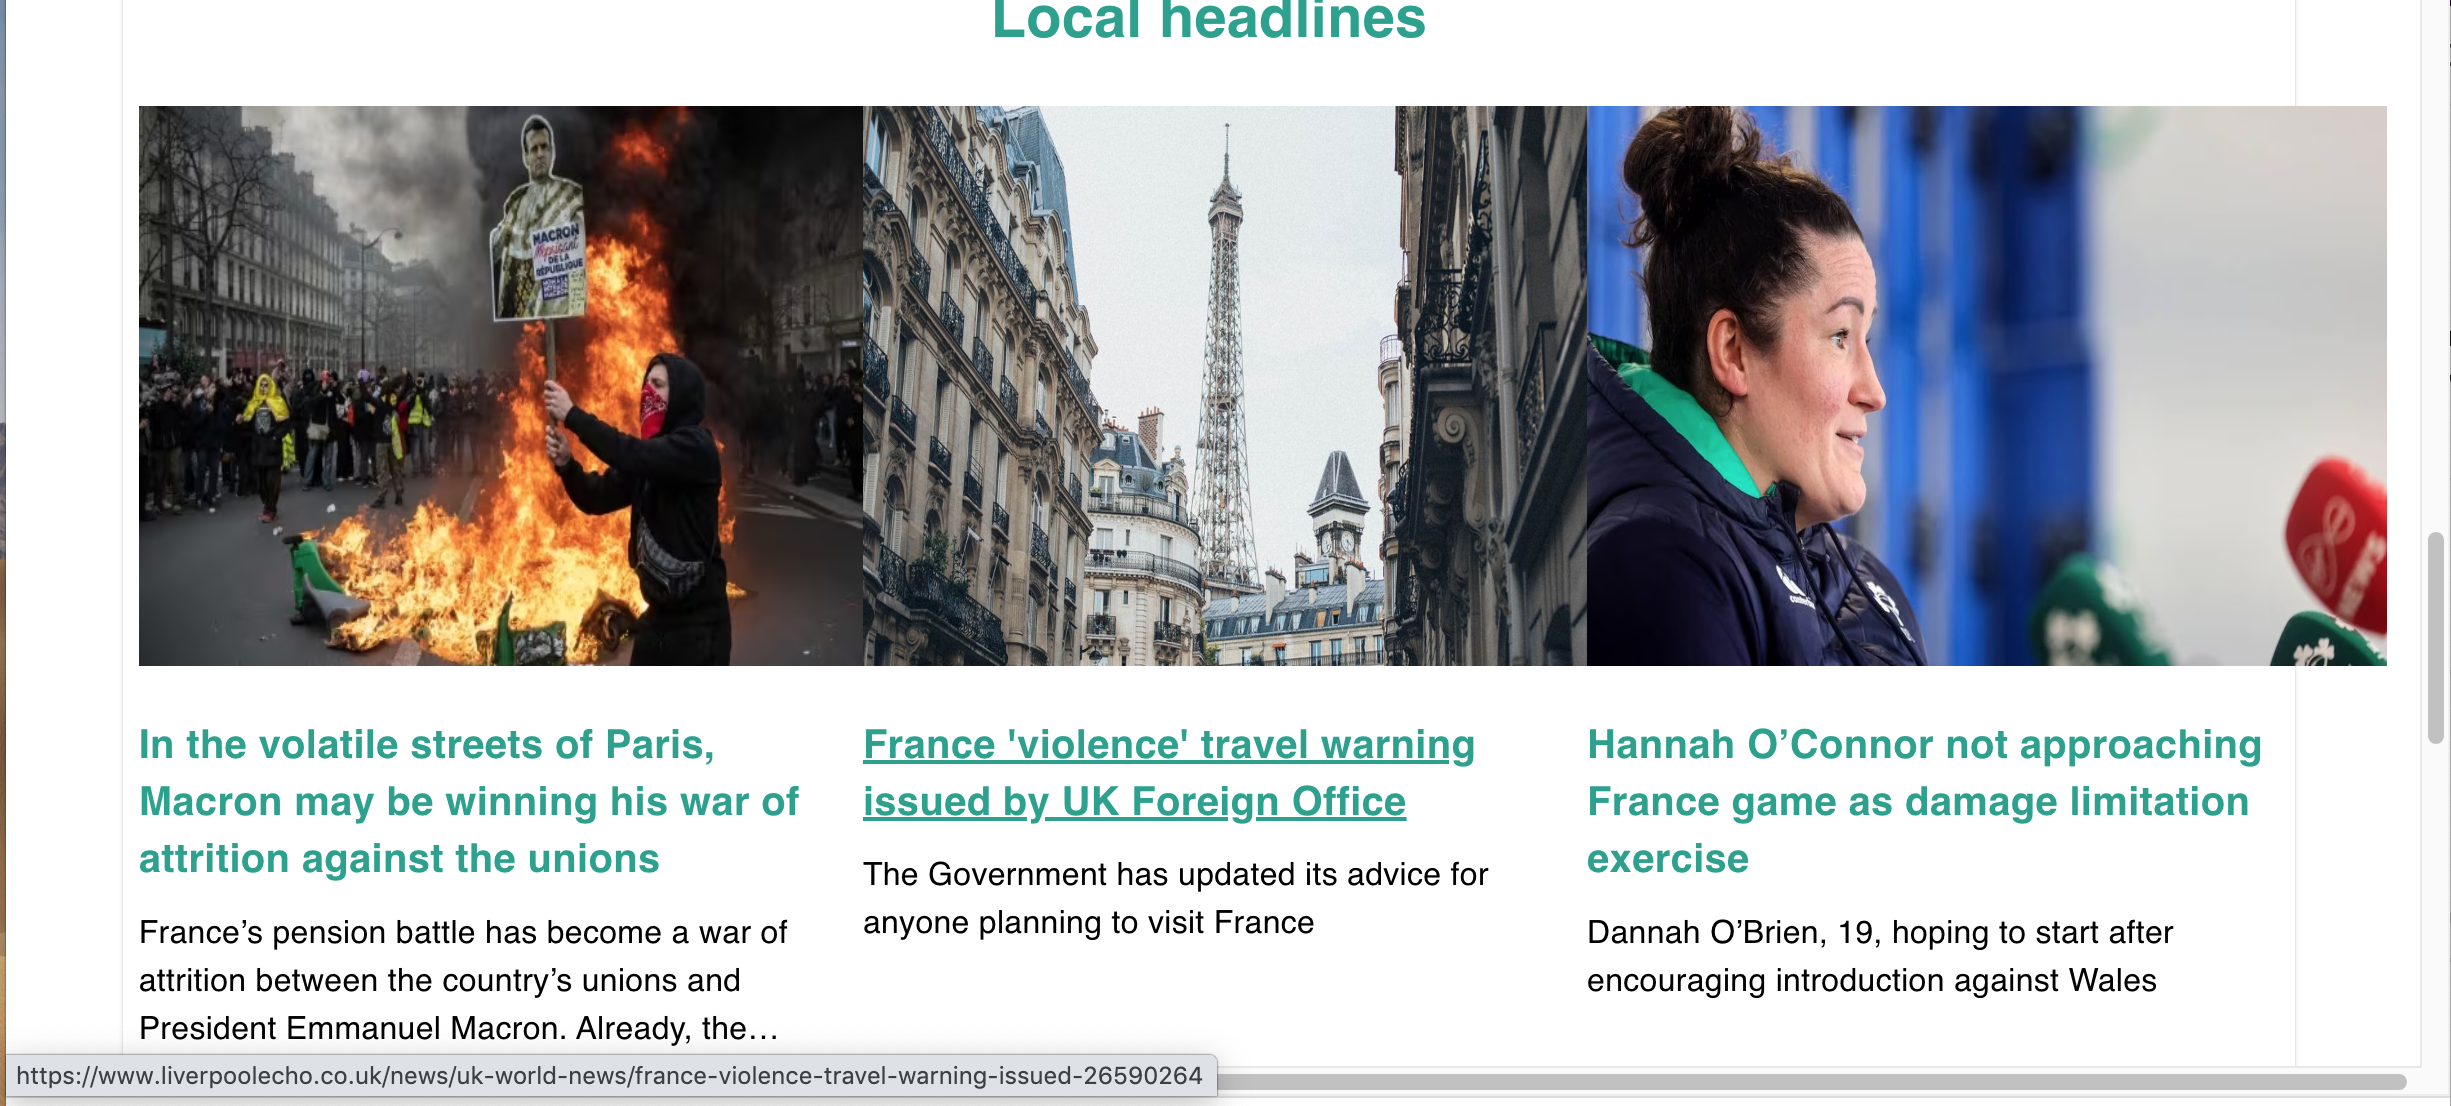 Local headlines
MACRON
DE LA
RÉPUBLIQUE
NEWS
In the volatile streets of Paris,
Macron may be winning his war of
attrition against the unions
France’s pension battle has become a war of
attrition between the country’s unions and
President Emmanuel Macron. Already, the…
France 'violence' travel warning
issued by UK Foreign Office
The Government has updated its advice for
anyone planning to visit France
Hannah O’Connor not approaching
France game as damage limitation
exercise
Dannah O’Brien, 19, hoping to start after
encouraging introduction against Wales
https://www.liverpoolecho.co.uk/news/uk-world-news/france-violence-travel-warning-issued-26590264